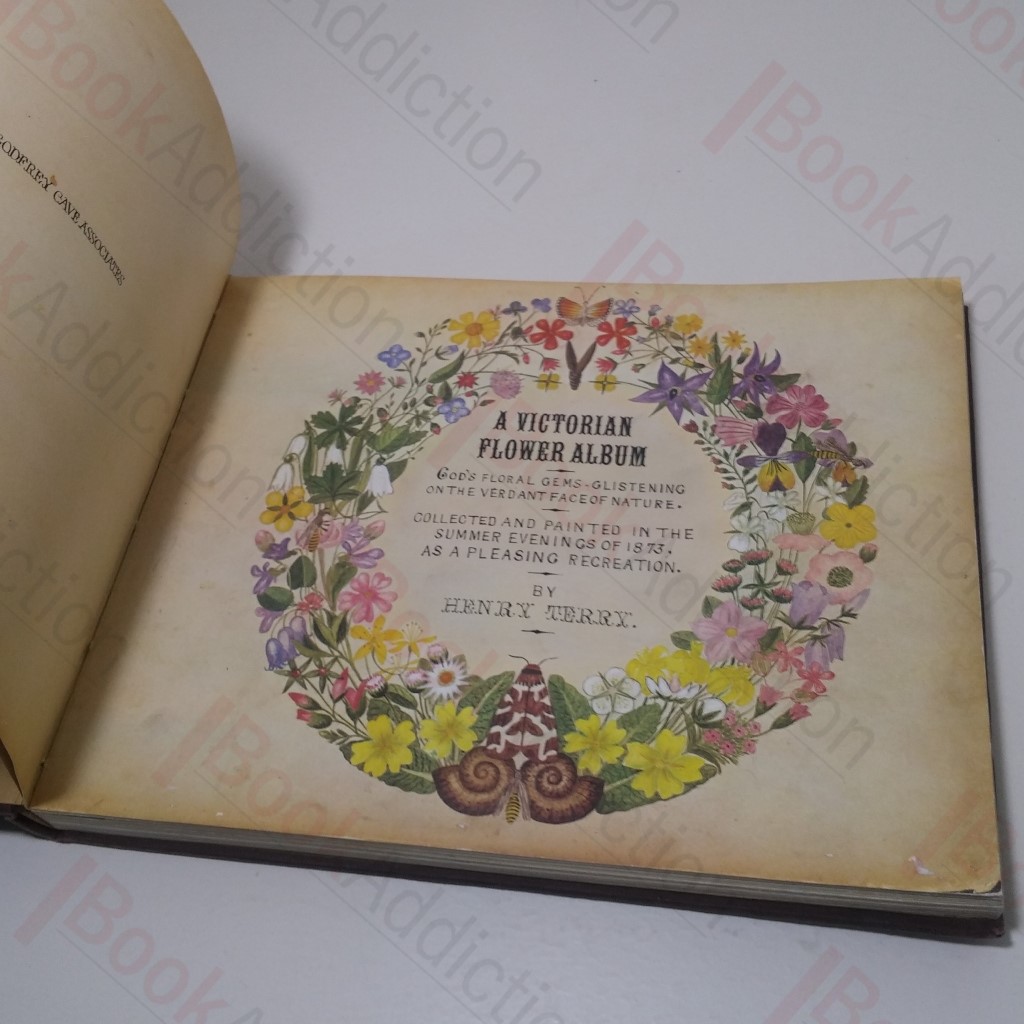 GODFREY CAVE ASSOCIATES
A VICTORIAN
FLOWER ALBUM
GOD'S FLORAL GEMS-GLISTENING
ON THE VERDANT FACE OF NATURE.
COLLECTED AND PAINTED IN THE
SUMMER EVENINGS OF 1873,
AS A PLEASING RECREATION.
BY
HENRY TERRY.
BookAddiction